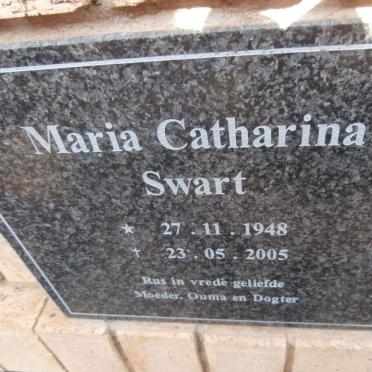 Maria Catharina
Swart
★ 27 . 11 . 1948
✝ 23 . 05 . 2005
Rus in vrede geliefde
Moeder, Ouma en Dogter